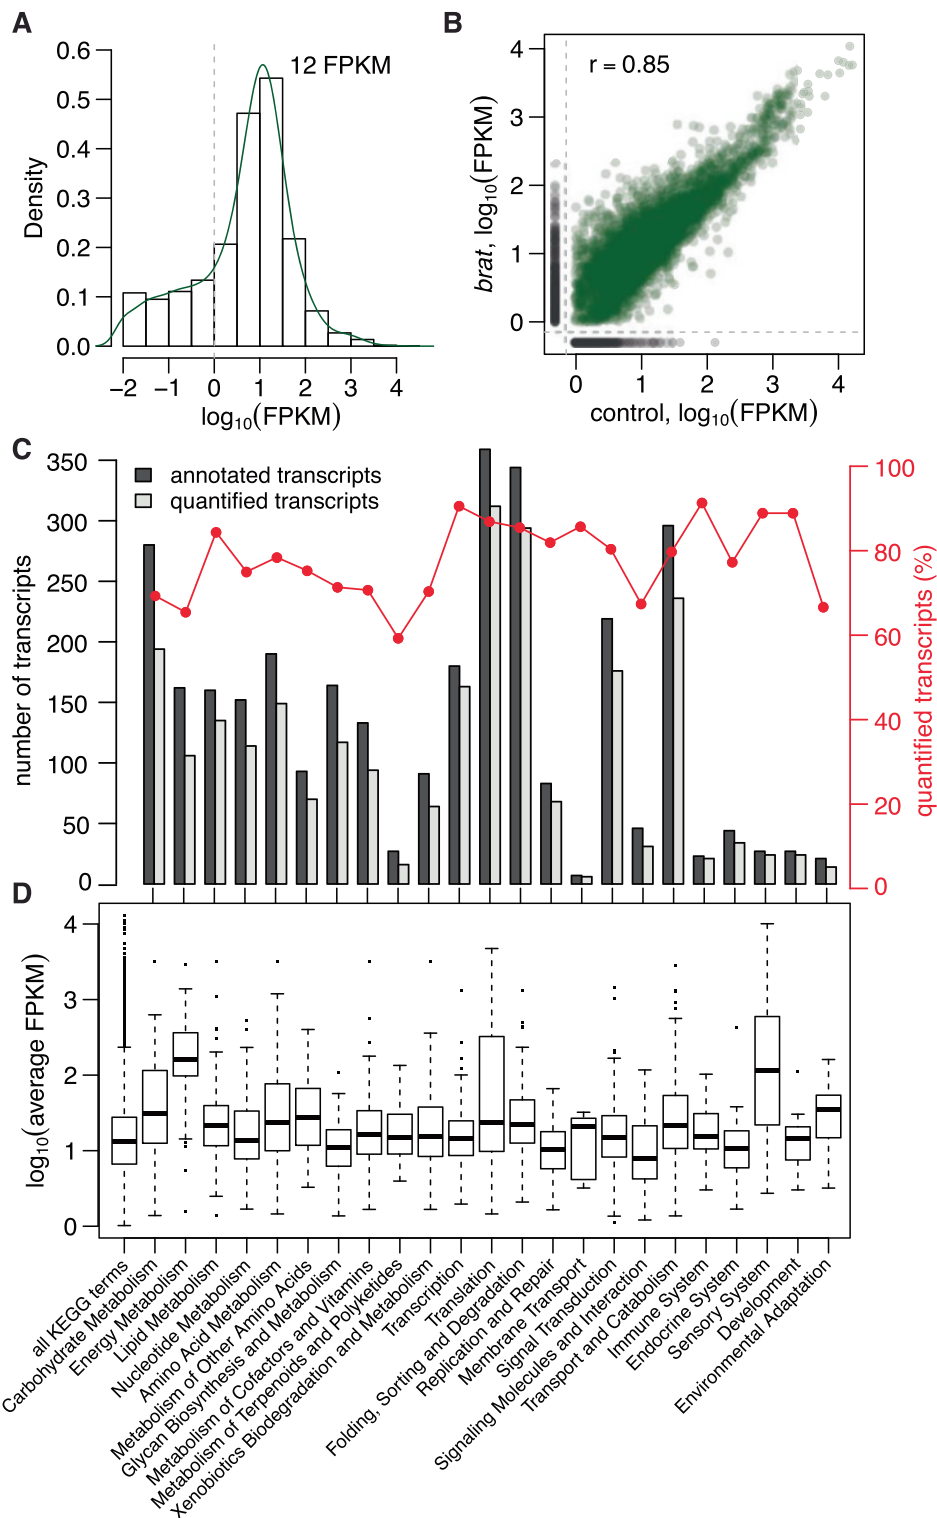 A
0.6
0.5
0.4
0.3
0.2
0.1
0.0
Density
12 FPKM
−2 −1 0 1 2 3 4
log10(FPKM)
B
4
3
2
1
0
brat, log10(FPKM)
r = 0.85
0 1 2 3 4
control, log10(FPKM)
C
350
300
250
200
150
100
50
0
number of transcripts
annotated transcripts
quantified transcripts
100
80
60
40
20
0
quantified transcripts (%)
D
4
3
2
1
0
log10(average FPKM)
all KEGG terms
Carbohydrate Metabolism
Energy Metabolism
Lipid Metabolism
Nucleotide Metabolism
Amino Acid Metabolism
Metabolism of Other Amino Acids
Glycan Biosynthesis and Metabolism
Metabolism of Cofactors and Vitamins
Metabolism of Terpenoids and Polyketides
Xenobiotics Biodegradation and Metabolism
Transcription
Translation
Folding, Sorting and Degradation
Replication and Repair
Membrane Transport
Signal Transduction
Signaling Molecules and Interaction
Transport and Catabolism
Immune System
Endocrine System
Sensory System
Development
Environmental Adaptation